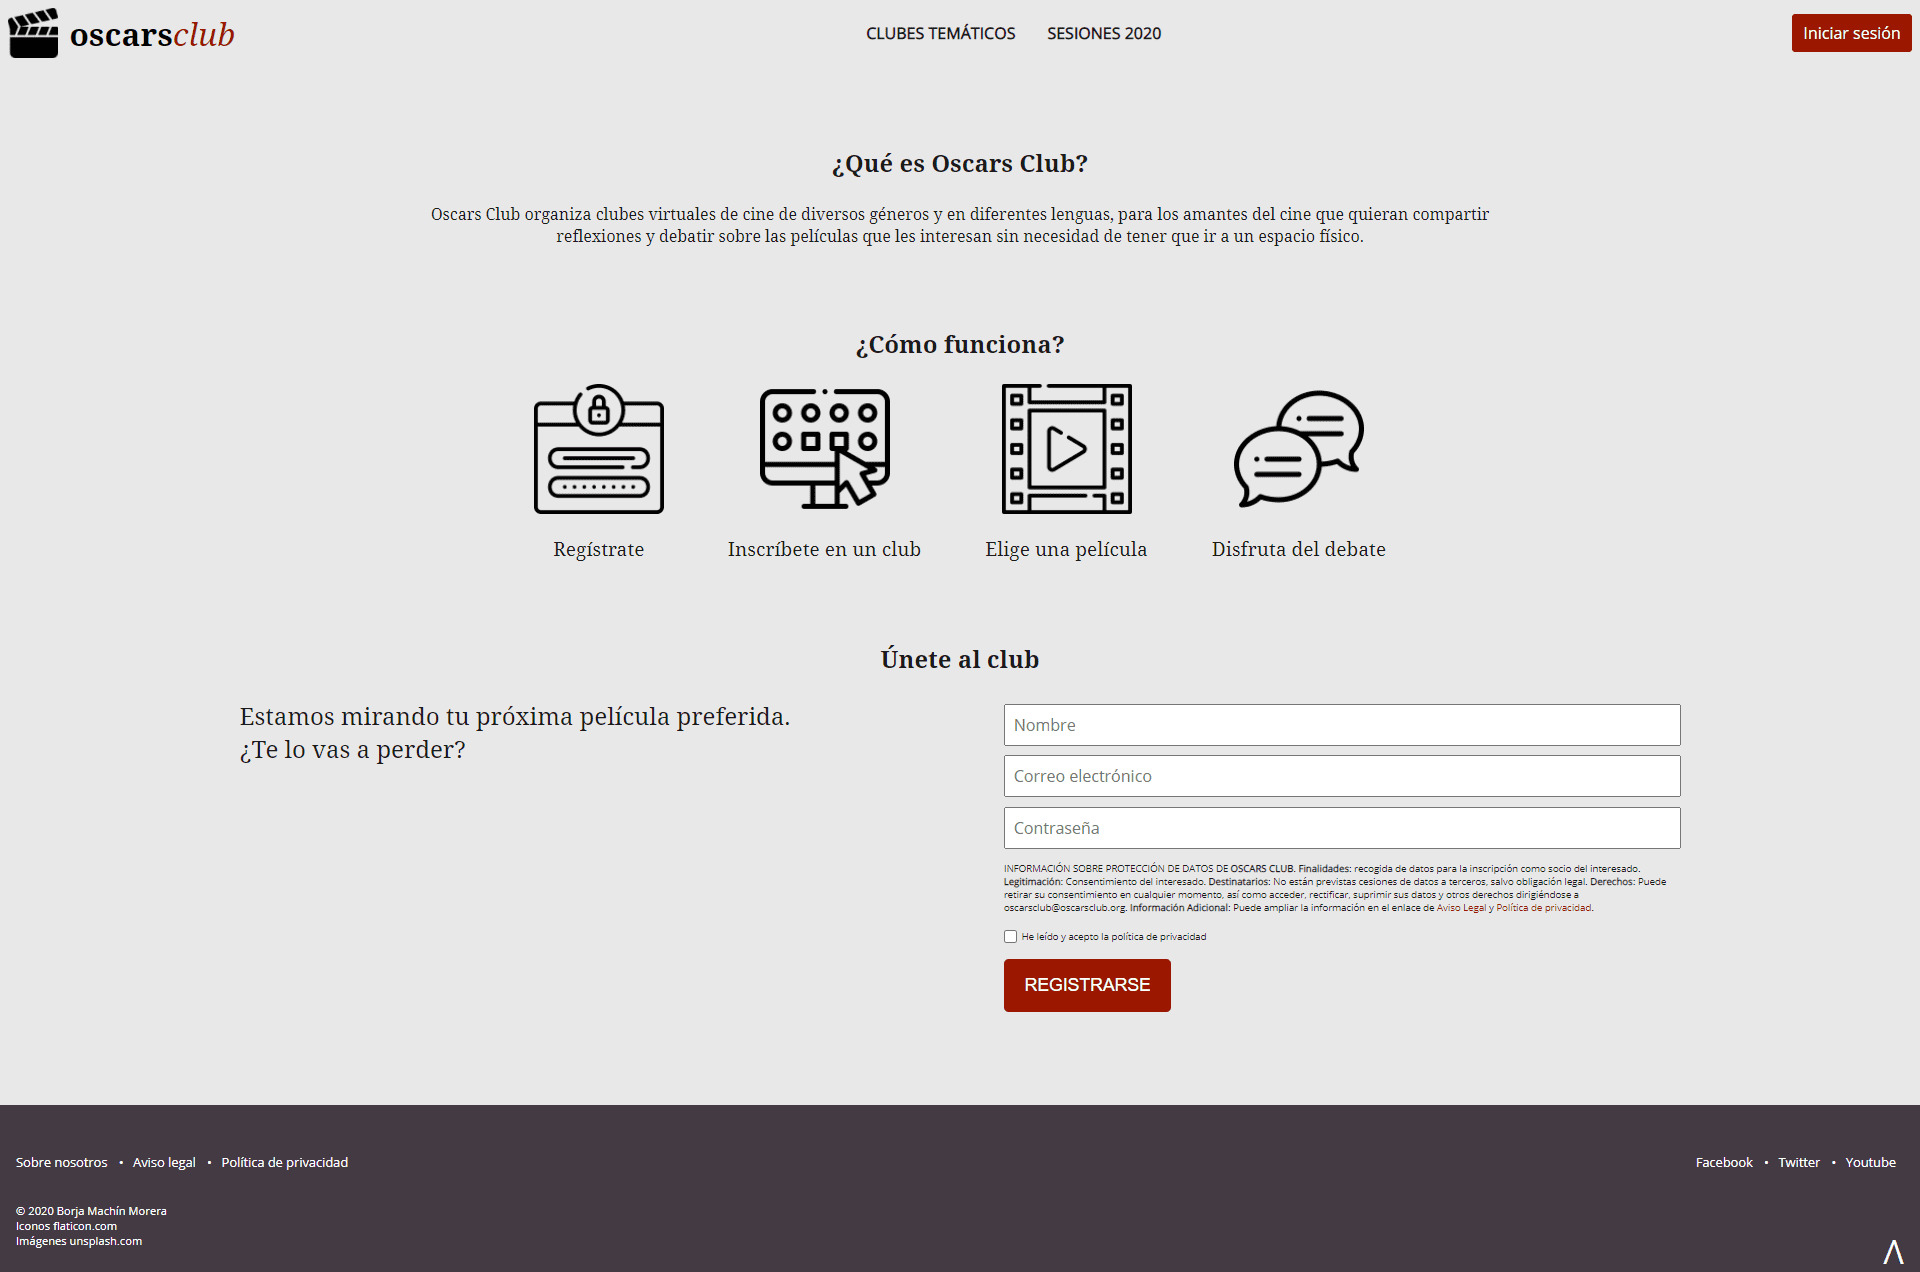 oscarsclub
CLUBES TEMÁTICOS
SESIONES 2020
Iniciar sesión
¿Qué es Oscars Club?
Oscars Club organiza clubes virtuales de cine de diversos géneros y en diferentes lenguas, para los amantes del cine que quieran compartir
reflexiones y debatir sobre las películas que les interesan sin necesidad de tener que ir a un espacio físico.
¿Cómo funciona?
Regístrate
Inscríbete en un club
Elige una película
Disfruta del debate
Únete al club
Estamos mirando tu próxima película preferida.
¿Te lo vas a perder?
Nombre
Correo electrónico
Contraseña
INFORMACIÓN SOBRE PROTECCIÓN DE DATOS DE OSCARS CLUB. Finalidades: recogida de datos para la inscripción como socio del interesado.
Legitimación: Consentimiento del interesado. Destinatarios: No están previstas cesiones de datos a terceros, salvo obligación legal. Derechos: Puede
retirar su consentimiento en cualquier momento, así como acceder, rectificar, suprimir sus datos y otros derechos dirigiéndose a
oscarsclub@oscarsclub.org. Información Adicional: Puede ampliar la información en el enlace de Aviso Legal y Política de privacidad.
He leído y acepto la política de privacidad
REGISTRARSE
Sobre nosotros • Aviso legal • Política de privacidad
Facebook • Twitter • Youtube
© 2020 Borja Machín Morera
Iconos flaticon.com
Imágenes unsplash.com